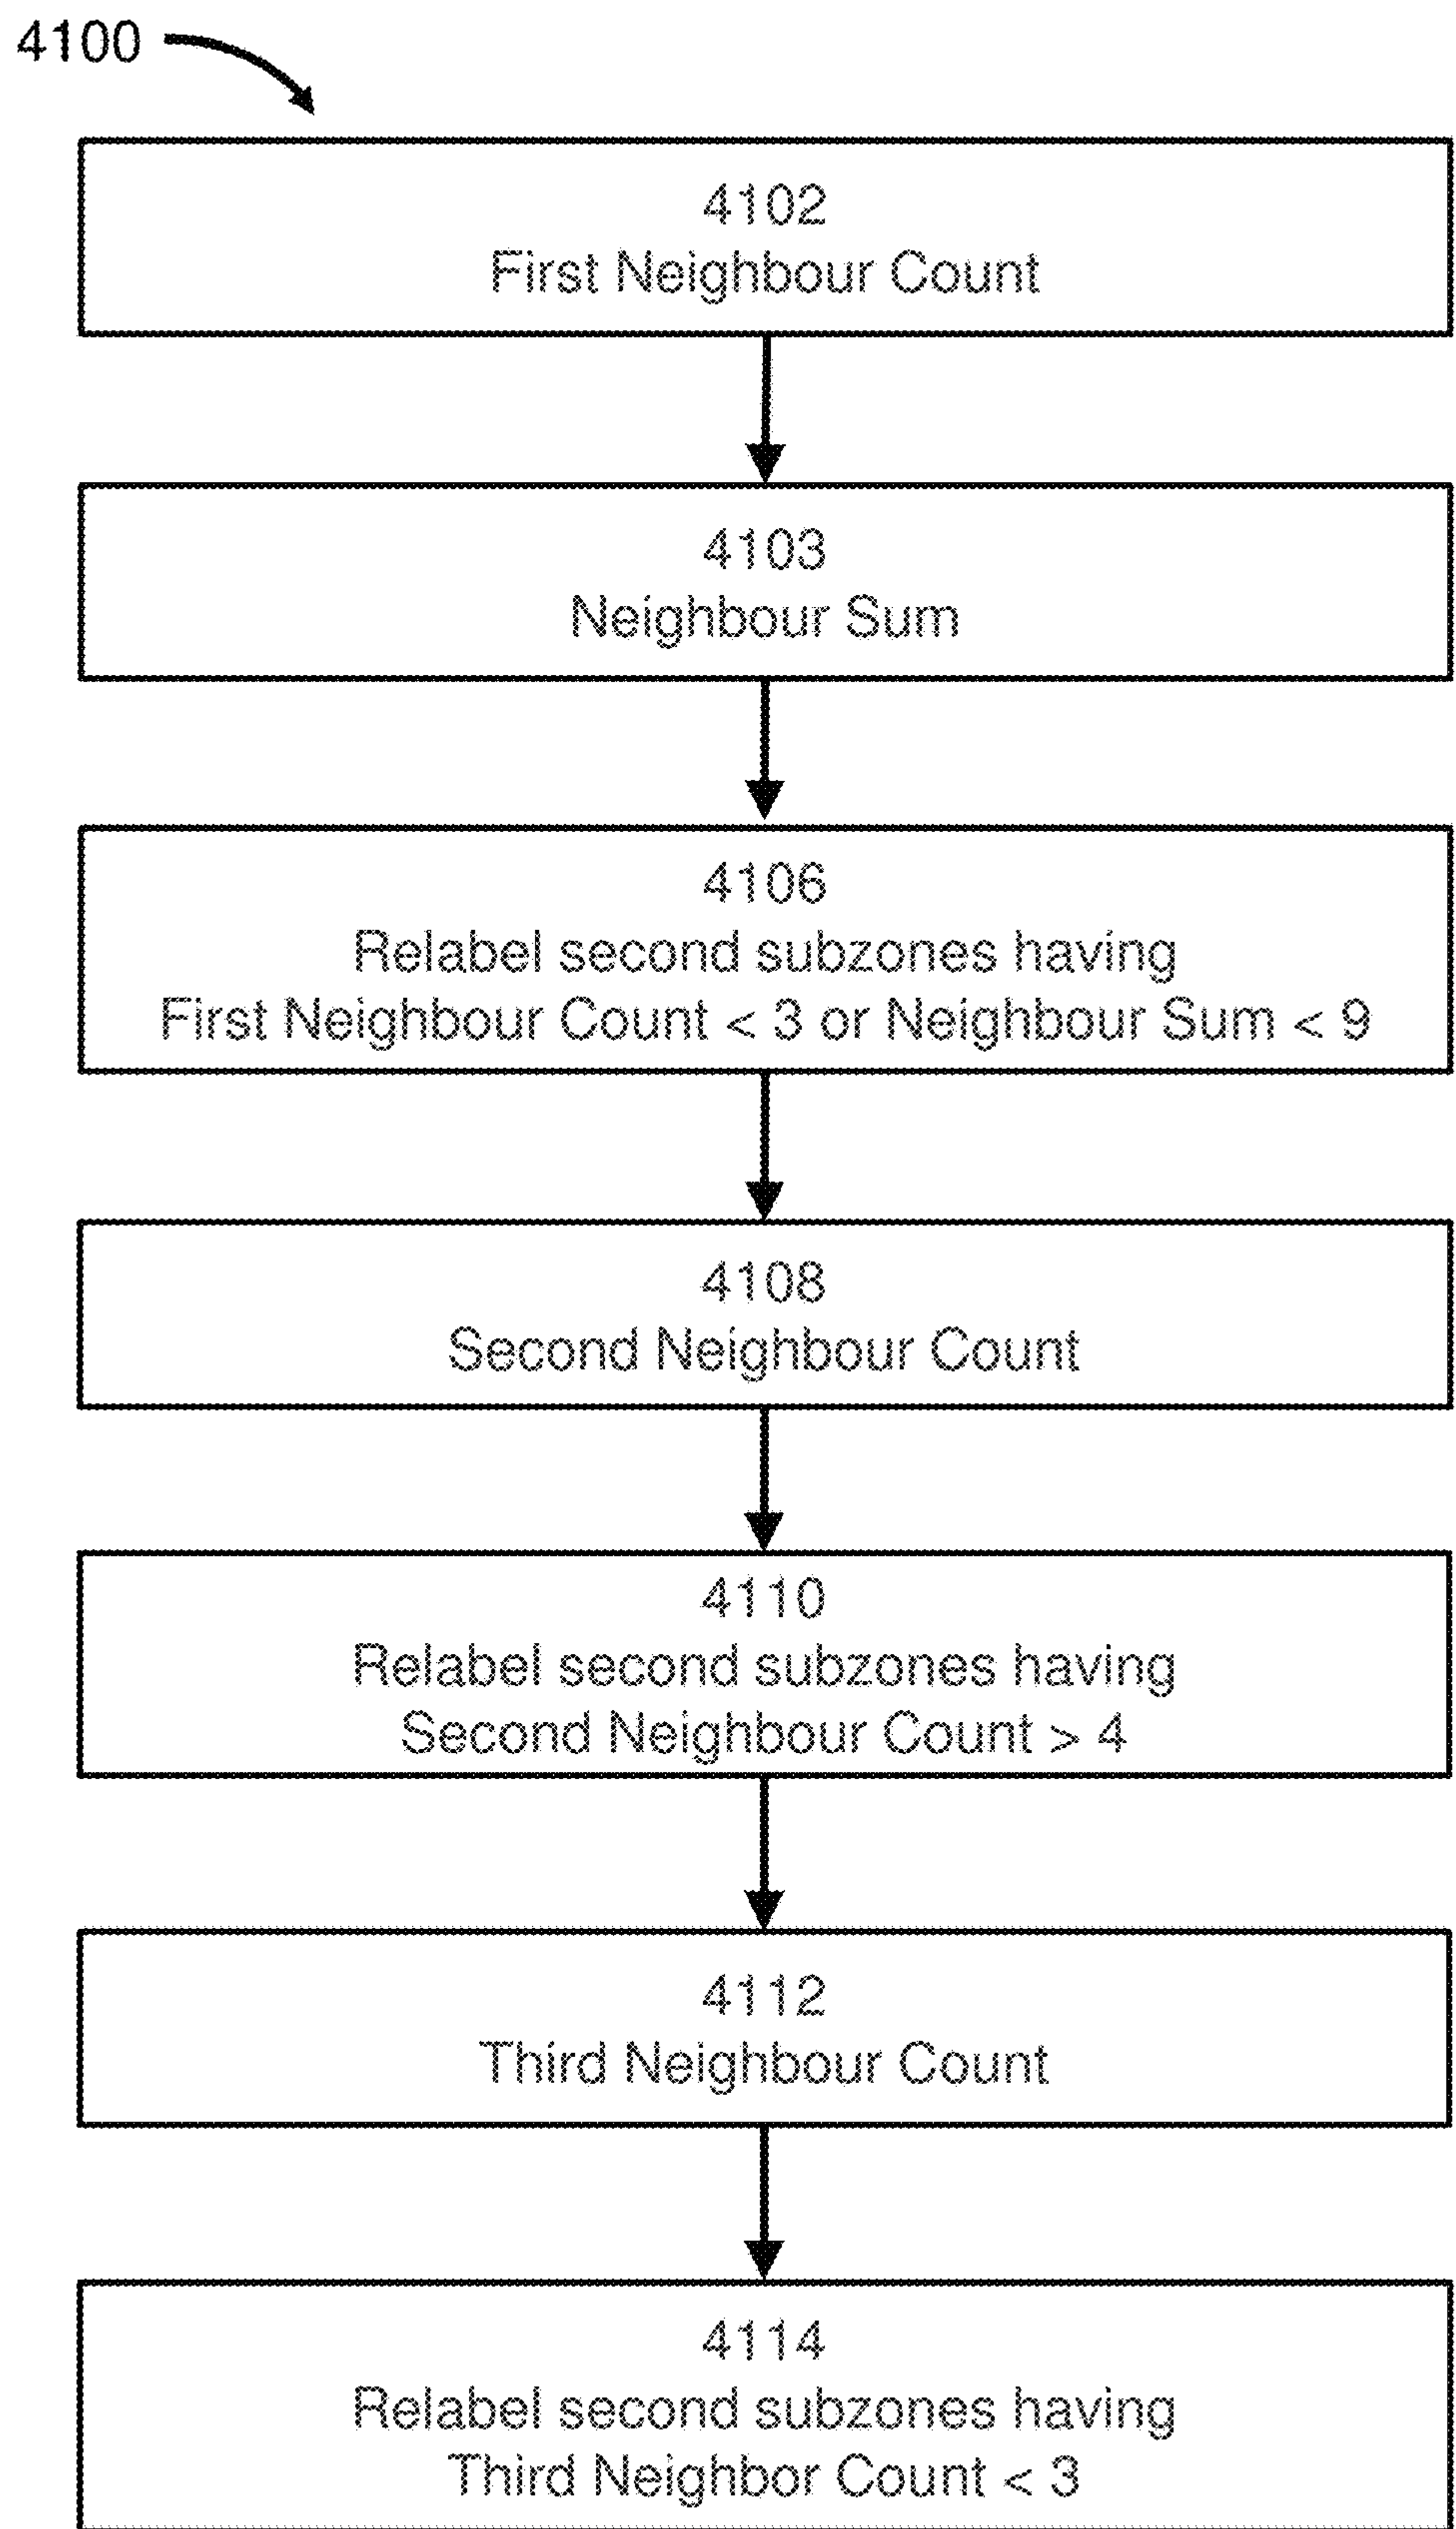 4100
4102
First Neighbour Count
4103
Neighbour Sum
4106
Relabel second subzones having
First Neighbour Count < 3 or Neighbour Sum < 9
4108
Second Neighbour Count
4110
Relabel second subzones having
Second Neighbour Count > 4
4112
Third Neighbour Count
4114
Relabel second subzones having
Third Neighbor Count < 3